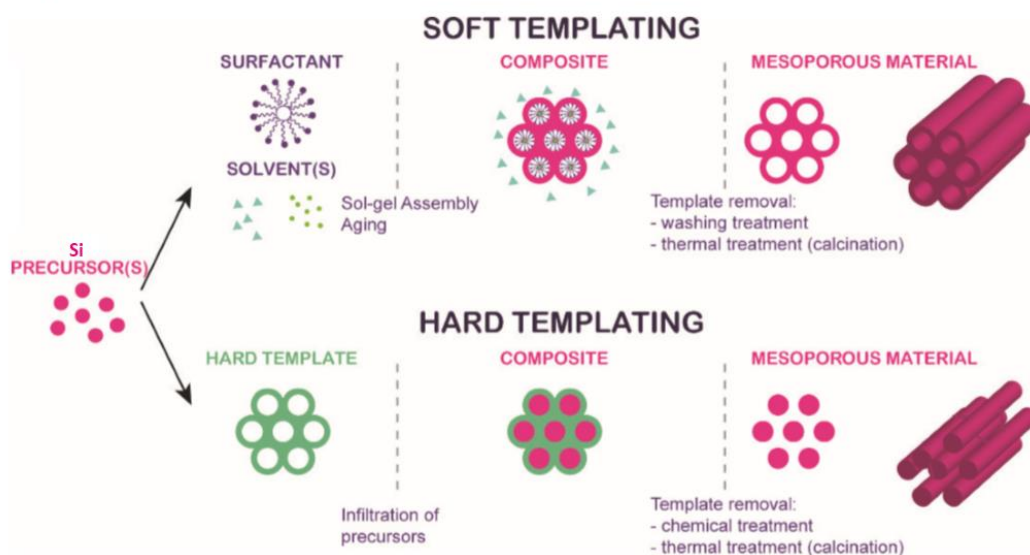 SOFT TEMPLATING
SURFACTANT
COMPOSITE
MESOPOROUS MATERIAL
SOLVENT(S)
Sol-gel Assembly
Aging
Template removal:
- washing treatment
- thermal treatment (calcination)
Si
PRECURSOR(S)
HARD TEMPLATING
HARD TEMPLATE
COMPOSITE
MESOPOROUS MATERIAL
Infiltration of
precursors
Template removal:
- chemical treatment
- thermal treatment (calcination)